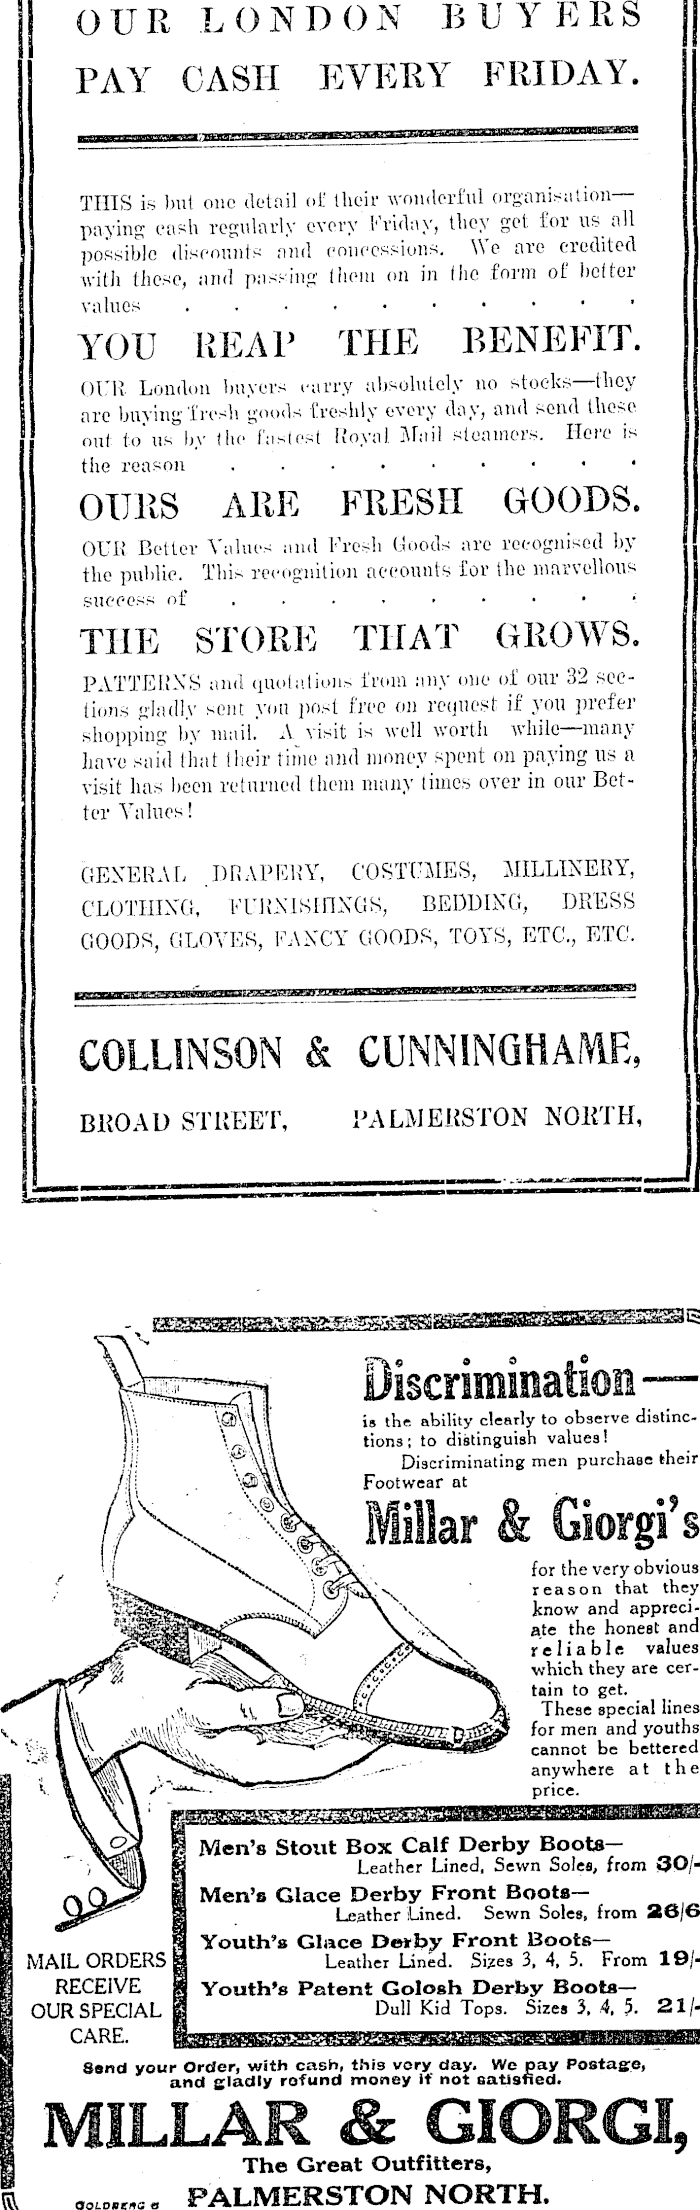 OUR LONDON BUYERS
PAY CASH EVERY FRIDAY.
THIS is but one detail of their wonderful organisation—
paying cash regularly every Friday, they get for us all
possible discounts and concessions. We are credited
with these, and passing them on in the form of better
values . . . . . . . . . .
YOU REAP THE BENEFIT.
OUR London buyers carry absolutely no stocks—they
are buying fresh goods freshly every day, and send these
out to us by the fastest Royal Mail steamers. Here is
the reason . . . . . . . . .
OURS ARE FRESH GOODS.
OUR Better Values and Fresh Goods are recognised by
the public. This recognition accounts for the marvellous
success of . . . . . . . . .
THE STORE THAT GROWS.
PATTERNS and quotations from any one of our 32 sec-
tions gladly sent you post free on request if you prefer
shopping by mail. A visit is well worth while—many
have said that their time and money spent on paying us a
visit has been returned them many times over in our Bet-
ter Values!
GENERAL DRAPERY, COSTUMES, MILLINERY,
CLOTHING, FURNISHINGS, BEDDING, DRESS
GOODS, GLOVES, FANCY GOODS, TOYS, ETC., ETC.
COLLINSON & CUNNINGHAME,
BROAD STREET, PALMERSTON NORTH,
Discrimination—
is the ability clearly to observe distinc-
tions; to distinguish values!
Discriminating men purchase their
Footwear at
Millar & Giorgi's
for the very obvious
reason that they
know and appreci-
ate the honest and
reliable values
which they are cer-
tain to get.
These special lines
for men and youths
cannot be bettered
anywhere at the
price.
Men's Stout Box Calf Derby Boots—
Leather Lined, Sewn Soles, from 30/-
Men's Glace Derby Front Boots—
Leather Lined. Sewn Soles, from 26/6
Youth's Glace Derby Front Boots—
Leather Lined. Sizes 3, 4, 5. From 19/-
Youth's Patent Golosh Derby Boots—
Dull Kid Tops. Sizes 3, 4, 5. 21/-
MAIL ORDERS
RECEIVE
OUR SPECIAL
CARE.
Send your Order, with cash, this very day. We pay Postage,
and gladly refund money if not satisfied.
MILLAR & GIORGI,
The Great Outfitters,
GOLDBERG 6 PALMERSTON NORTH.